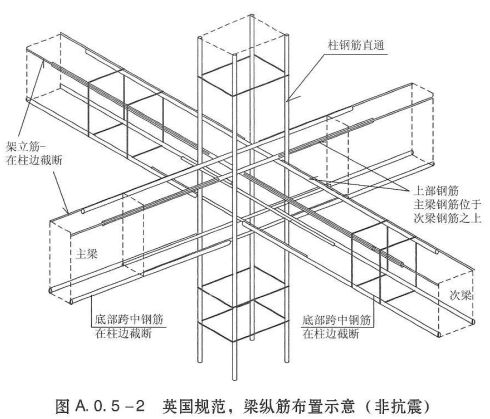 柱钢筋直通
架立筋-
在柱边截断
上部钢筋
主梁钢筋位于
次梁钢筋之上
主梁
次梁
底部跨中钢筋
在柱边截断
底部跨中钢筋
在柱边截断
图 A.0.5-2 英国规范，梁纵筋布置示意（非抗震）